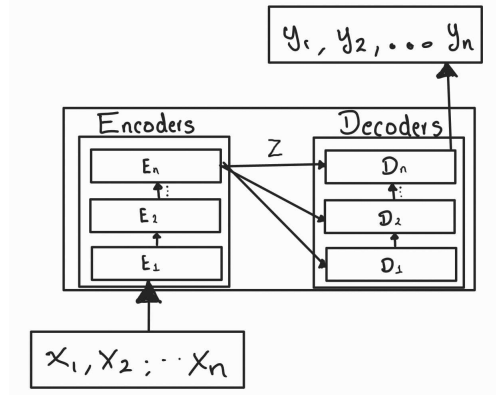 y₁, y₂, ... yₙ
Encoders
Decoders
Z
Eₙ
Dₙ
E₂
D₂
E₁
D₁
x₁, x₂; ... xₙ